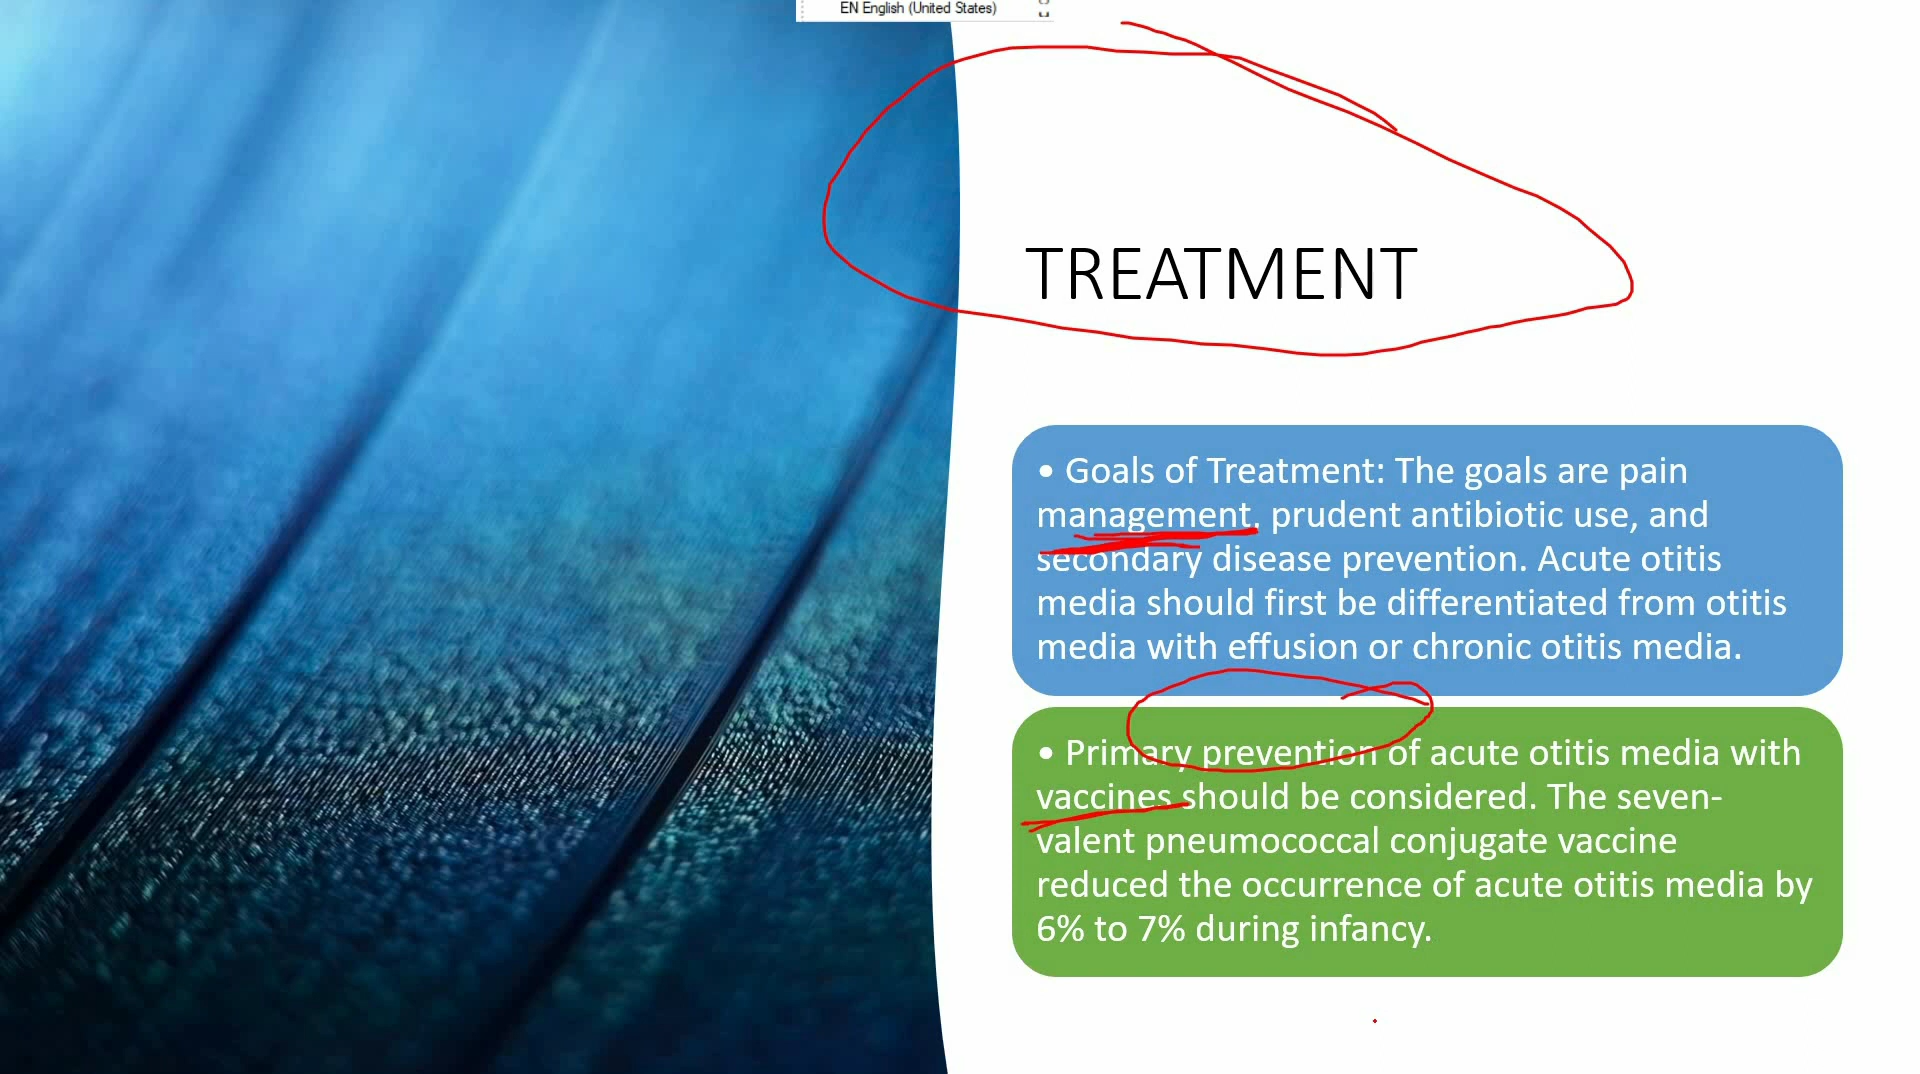 EN English (United States)
TREATMENT
• Goals of Treatment: The goals are pain
management, prudent antibiotic use, and
secondary disease prevention. Acute otitis
media should first be differentiated from otitis
media with effusion or chronic otitis media.
• Primary prevention of acute otitis media with
vaccines should be considered. The seven-
valent pneumococcal conjugate vaccine
reduced the occurrence of acute otitis media by
6% to 7% during infancy.